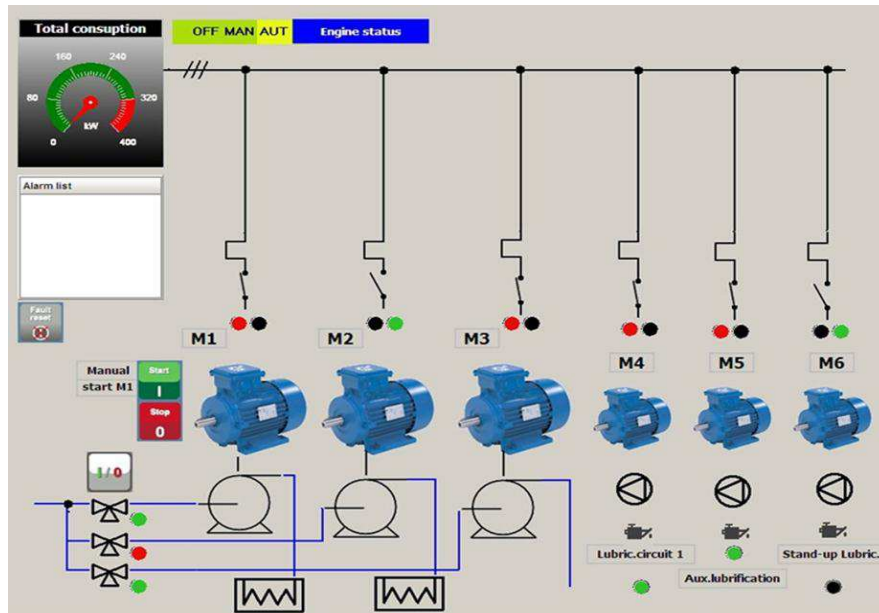 Total consuption
OFF MAN AUT
Engine status
160
240
80
320
kW
0
400
Alarm list
Fault
reset
M1
M2
M3
M4
M5
M6
Manual
start M1
Start
I
Stop
0
I / 0
Lubric.circuit 1
Stand-up Lubric.
Aux.lubrification